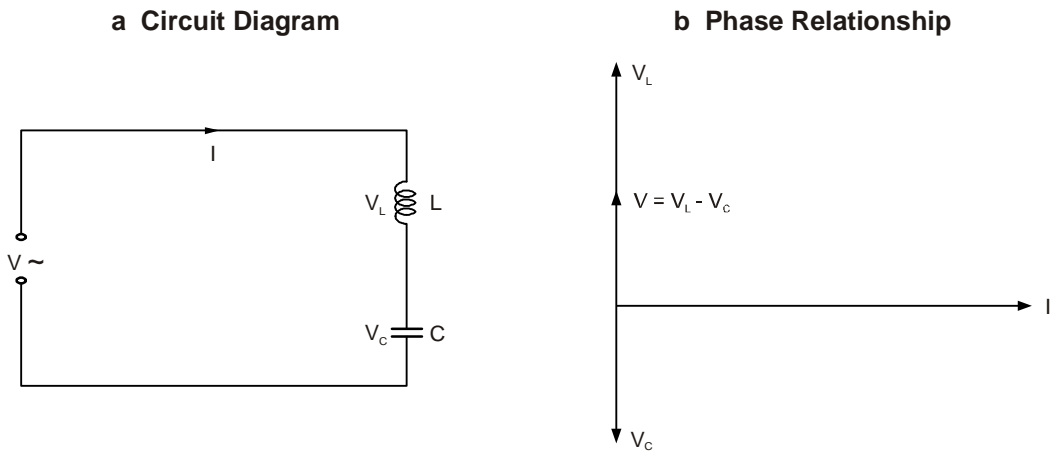 a Circuit Diagram
I
V_L L
V ~
V_C C
b Phase Relationship
V_L
V = V_L - V_C
I
V_C